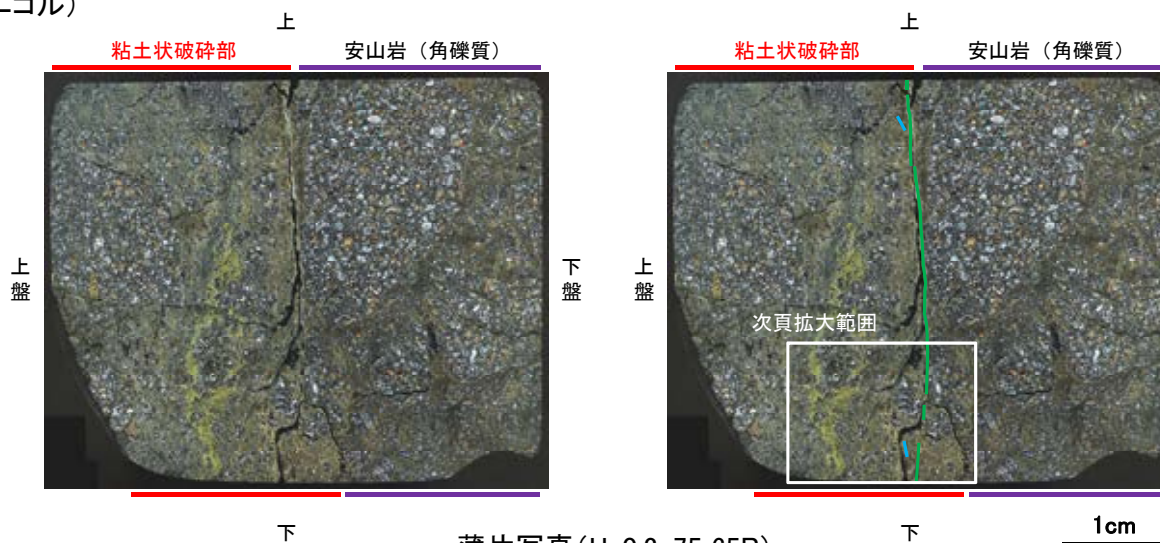 ニコル）
上
上
粘土状破砕部
安山岩（角礫質）
粘土状破砕部
安山岩（角礫質）
上盤
下盤
上盤
次頁拡大範囲
下
下
1cm